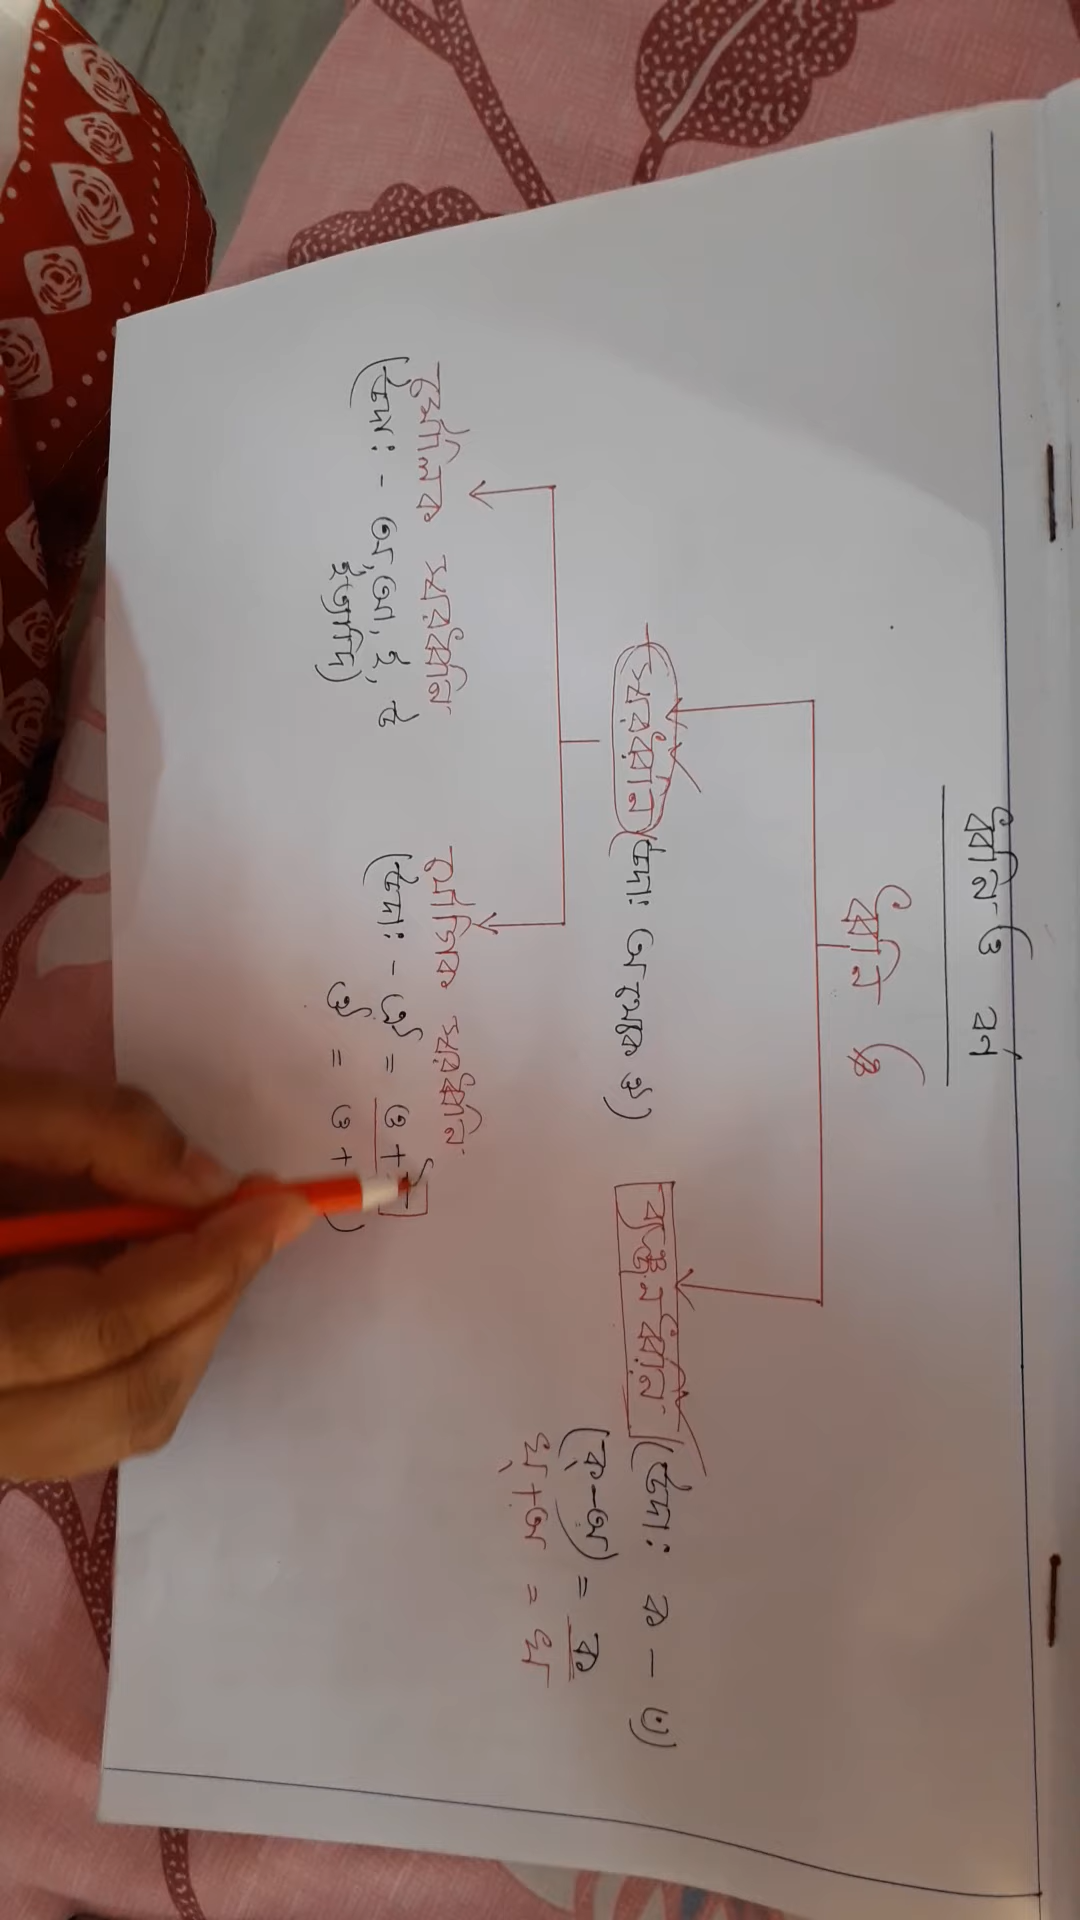 ধ্বনি ও বর্ণ
ধ্বনি
স্বরধ্বনি (যেমন: অ থেকে ঔ)
ব্যঞ্জনধ্বনি (যেমন: ক - ঁ)
(ক্-অ) = ক
খ্+অ = খ
মৌলিক স্বরধ্বনি
(যেমন:- অ, আ, ই, উ
ইত্যাদি)
যৌগিক স্বরধ্বনি
(যেমন:- ঐ = ও +
ঔ = ও + )